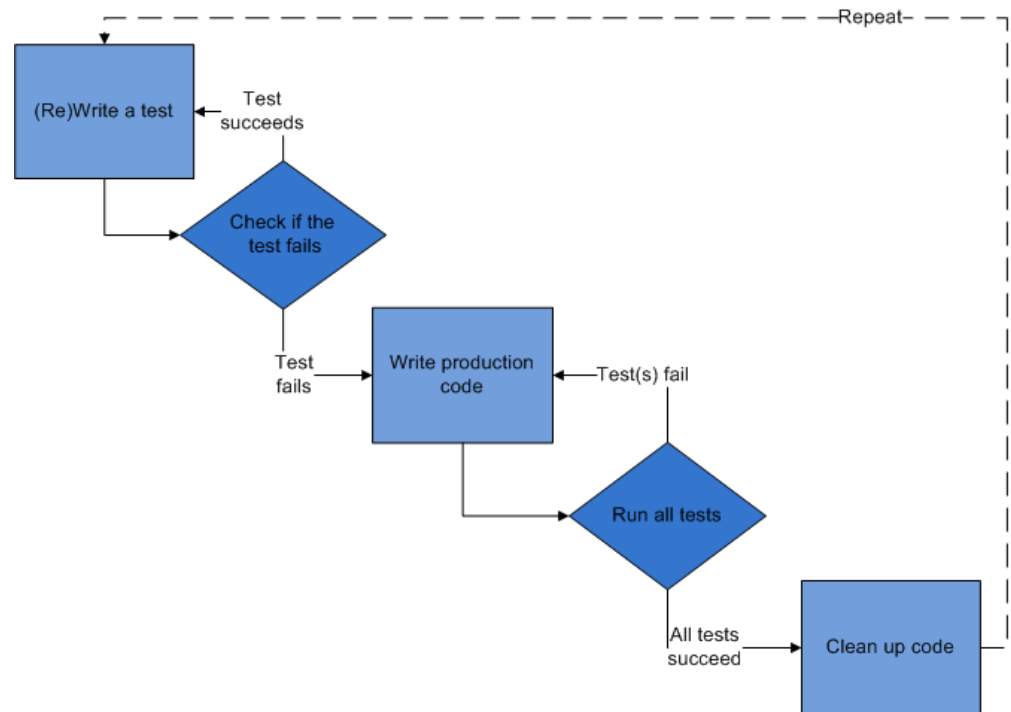 Repeat
(Re)Write a test
Test
succeeds
Check if the
test fails
Test
fails
Write production
code
Test(s) fail
Run all tests
All tests
succeed
Clean up code